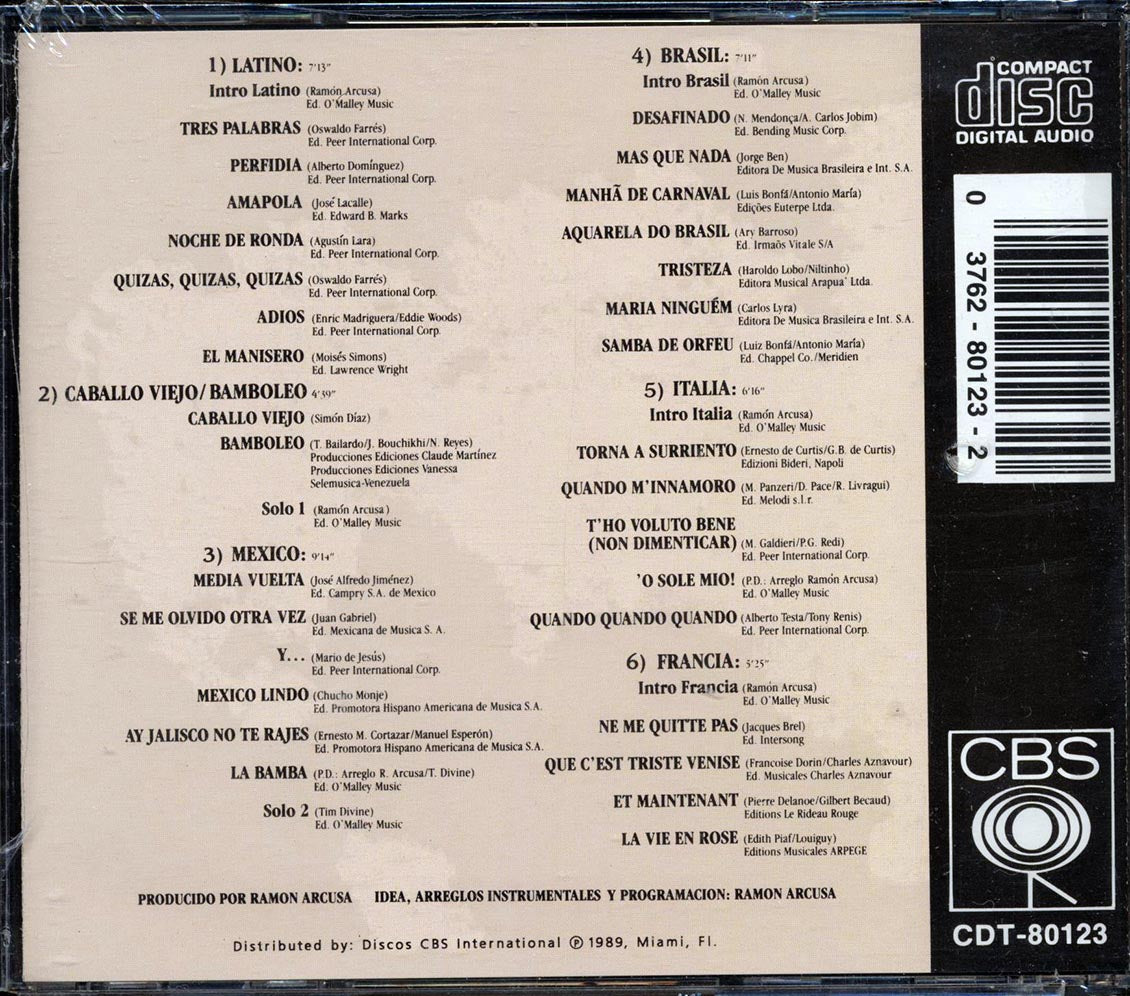 1) LATINO: 7'13"
Intro Latino (Ramón Arcusa)
Ed. O'Malley Music
TRES PALABRAS (Oswaldo Farrés)
Ed. Peer International Corp.
PERFIDIA (Alberto Domínguez)
Ed. Peer International Corp.
AMAPOLA (José Lacalle)
Ed. Edward B. Marks
NOCHE DE RONDA (Agustín Lara)
Ed. Peer International Corp.
QUIZAS, QUIZAS, QUIZAS (Oswaldo Farrés)
Ed. Peer International Corp.
ADIOS (Enric Madriguera/Eddie Woods)
Ed. Peer International Corp.
EL MANISERO (Moisés Simons)
Ed. Lawrence Wright
2) CABALLO VIEJO/BAMBOLEO 4'39"
CABALLO VIEJO (Simón Díaz)
BAMBOLEO (T. Bailardo/J. Bouchikhi/N. Reyes)
Producciones Ediciones Claude Martínez
Producciones Ediciones Vanessa
Selemusica-Venezuela
Solo 1 (Ramón Arcusa)
Ed. O'Malley Music
3) MEXICO: 9'14"
MEDIA VUELTA (José Alfredo Jiménez)
Ed. Campry S.A. de Mexico
SE ME OLVIDO OTRA VEZ (Juan Gabriel)
Ed. Mexicana de Musica S. A.
Y... (Mario de Jesús)
Ed. Peer International Corp.
MEXICO LINDO (Chucho Monje)
Ed. Promotora Hispano Americana de Musica S.A.
AY JALISCO NO TE RAJES (Ernesto M. Cortazar/Manuel Esperón)
Ed. Promotora Hispano Americana de Musica S.A.
LA BAMBA (P.D.: Arreglo R. Arcusa/T. Divine)
Ed. O'Malley Music
Solo 2 (Tim Divine)
Ed. O'Malley Music
4) BRASIL: 7'11"
Intro Brasil (Ramón Arcusa)
Ed. O'Malley Music
DESAFINADO (N. Mendonça/A. Carlos Jobim)
Ed. Bending Music Corp.
MAS QUE NADA (Jorge Ben)
Editora De Musica Brasileira e Int. S.A.
MANHÃ DE CARNAVAL (Luis Bonfá/Antonio María)
Edições Euterpe Ltda.
AQUARELA DO BRASIL (Ary Barroso)
Ed. Irmaõs Vitale S/A
TRISTEZA (Haroldo Lobo/Niltinho)
Editora Musical Arapua' Ltda.
MARIA NINGUÉM (Carlos Lyra)
Editora De Musica Brasileira e Int. S.A.
SAMBA DE ORFEU (Luiz Bonfá/Antonio María)
Ed. Chappel Co./Meridien
5) ITALIA: 6'16"
Intro Italia (Ramón Arcusa)
Ed. O'Malley Music
TORNA A SURRIENTO (Ernesto de Curtis/G.B. de Curtis)
Edizioni Bideri, Napoli
QUANDO M'INNAMORO (M. Panzeri/D. Pace/R. Livragui)
Ed. Melodi s.l.r.
T'HO VOLUTO BENE
(NON DIMENTICAR) (M. Galdieri/P.G. Redi)
Ed. Peer International Corp.
'O SOLE MIO! (P.D.: Arreglo Ramón Arcusa)
Ed. O'Malley Music
QUANDO QUANDO QUANDO (Alberto Testa/Tony Renis)
Ed. Peer International Corp.
6) FRANCIA: 5'25"
Intro Francia (Ramón Arcusa)
Ed. O'Malley Music
NE ME QUITTE PAS (Jacques Brel)
Ed. Intersong
QUE C'EST TRISTE VENISE (Francoise Dorin/Charles Aznavour)
Ed. Musicales Charles Aznavour
ET MAINTENANT (Pierre Delanoe/Gilbert Becaud)
Editions Le Rideau Rouge
LA VIE EN ROSE (Edith Piaf/Louiguy)
Editions Musicales ARPEGE
PRODUCIDO POR RAMON ARCUSA IDEA, ARREGLOS INSTRUMENTALES Y PROGRAMACION: RAMON ARCUSA
Distributed by: Discos CBS International ℗ 1989, Miami, Fl.
COMPACT
disc
DIGITAL AUDIO
0 3762-80123-2
CBS
CDT-80123